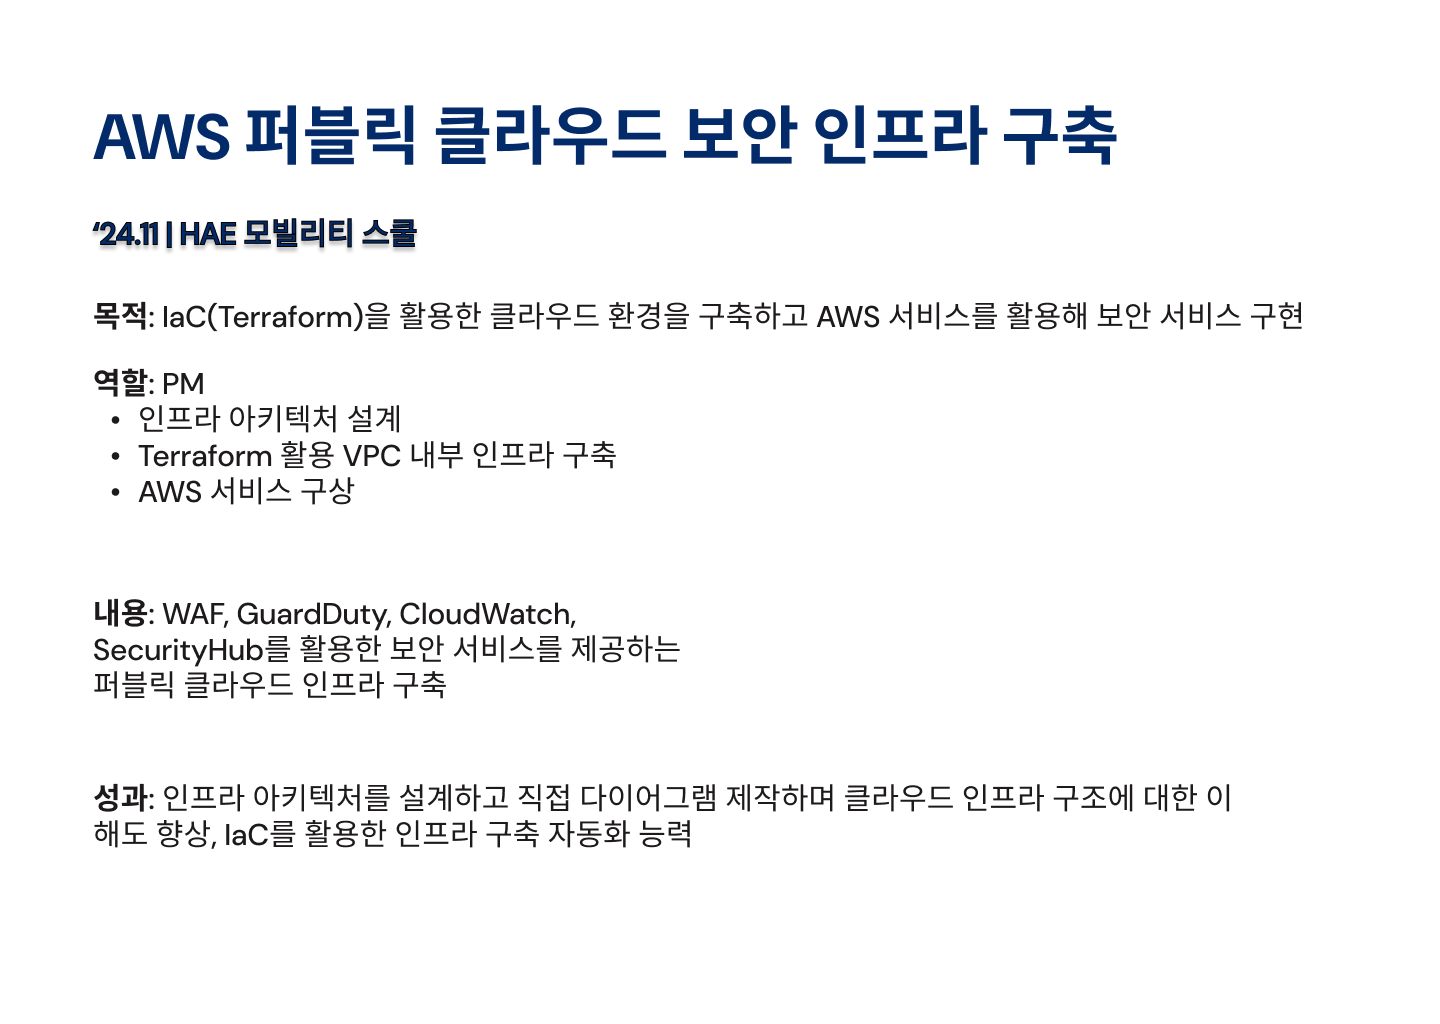 AWS 퍼블릭 클라우드 보안 인프라 구축
‘24.11 | HAE 모빌리티 스쿨
목적: IaC(Terraform)을 활용한 클라우드 환경을 구축하고 AWS 서비스를 활용해 보안 서비스 구현
역할: PM
• 인프라 아키텍처 설계
• Terraform 활용 VPC 내부 인프라 구축
• AWS 서비스 구상
내용: WAF, GuardDuty, CloudWatch,
SecurityHub를 활용한 보안 서비스를 제공하는
퍼블릭 클라우드 인프라 구축
성과: 인프라 아키텍처를 설계하고 직접 다이어그램 제작하며 클라우드 인프라 구조에 대한 이
해도 향상, IaC를 활용한 인프라 구축 자동화 능력